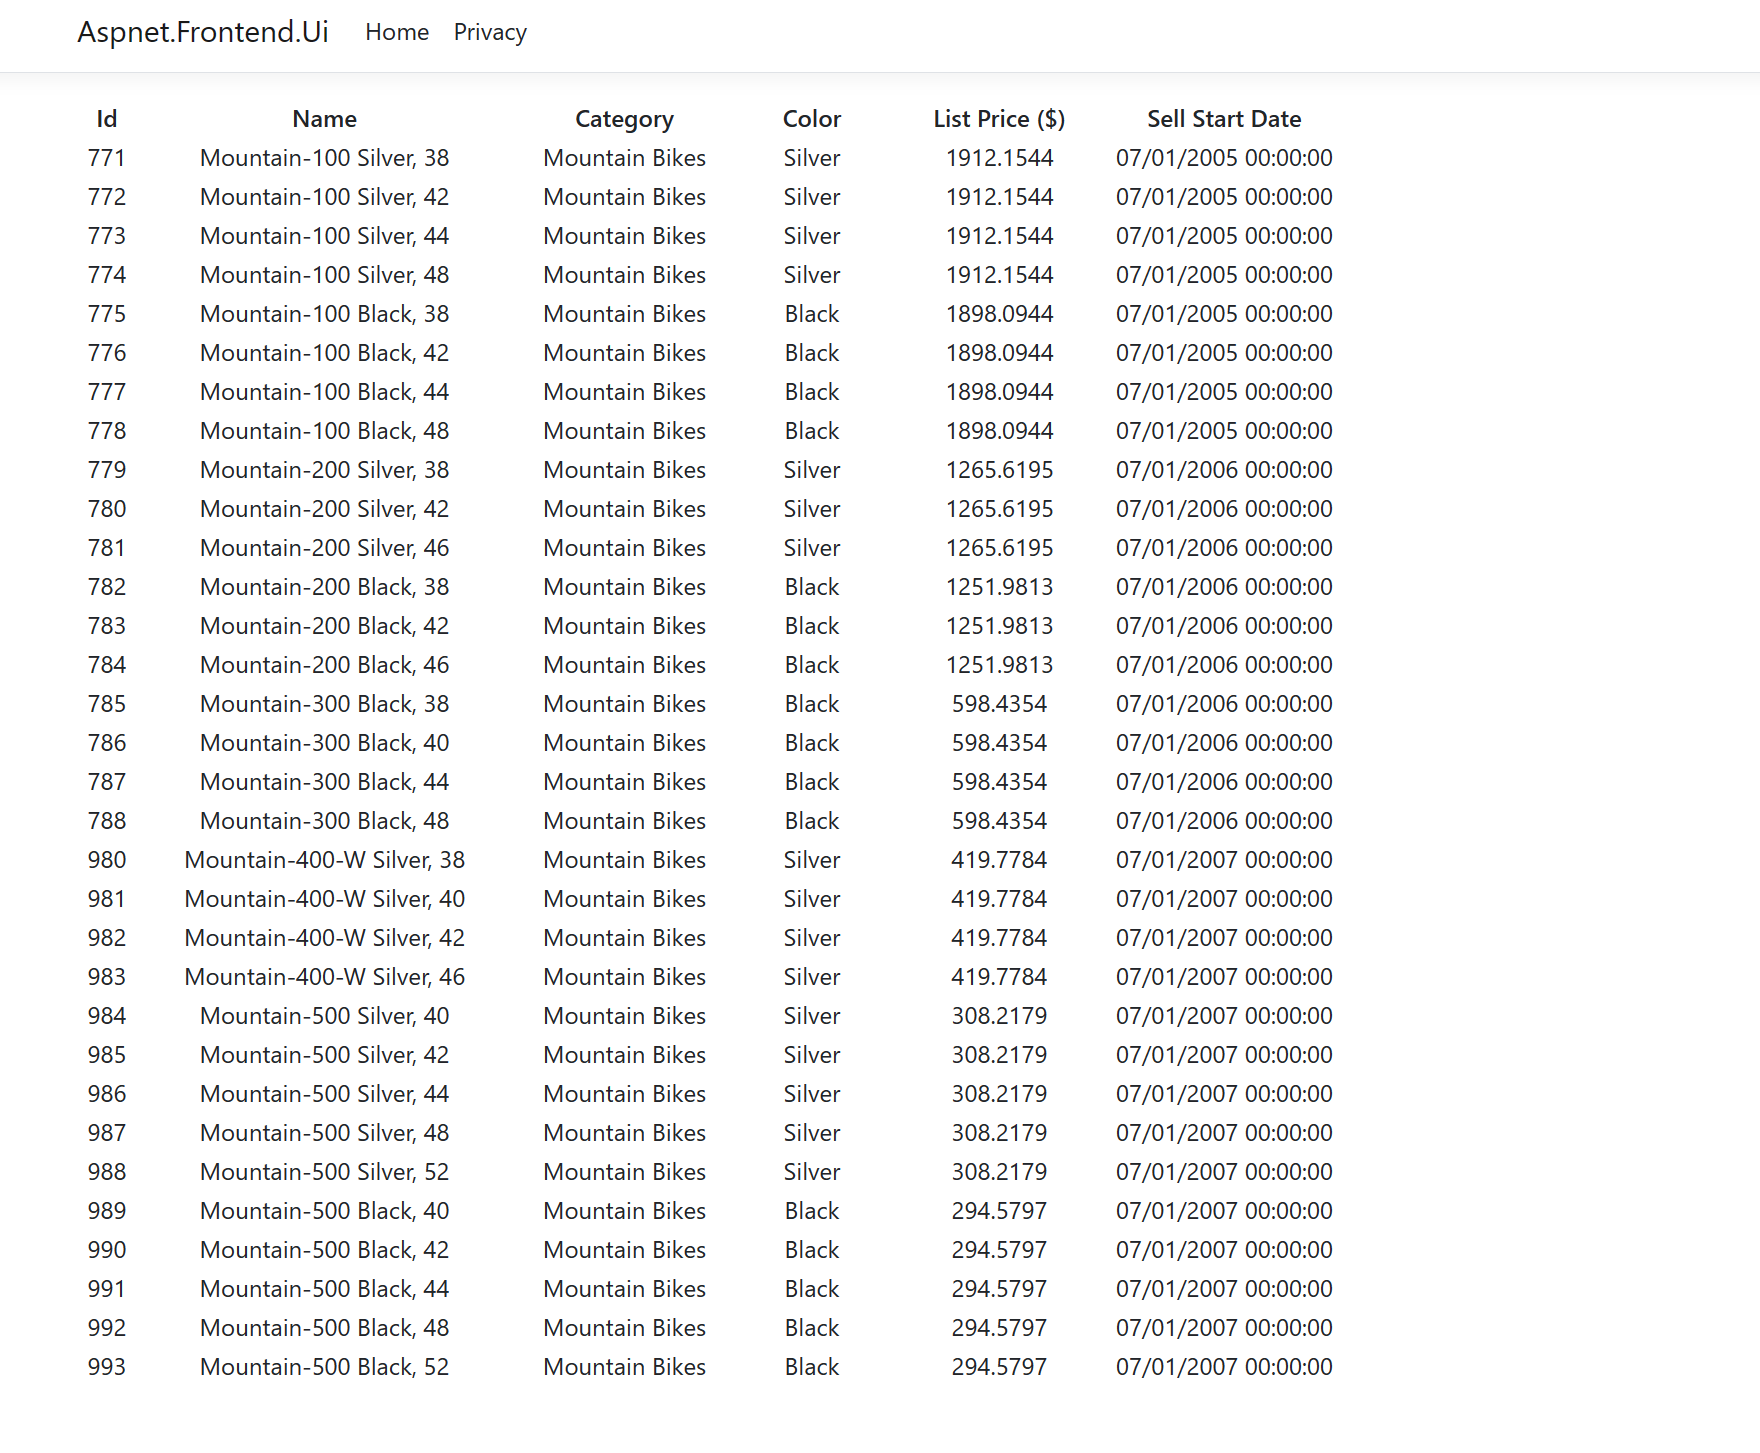 Aspnet.Frontend.Ui Home Privacy
Id Name Category Color List Price ($) Sell Start Date
771 Mountain-100 Silver, 38 Mountain Bikes Silver 1912.1544 07/01/2005 00:00:00
772 Mountain-100 Silver, 42 Mountain Bikes Silver 1912.1544 07/01/2005 00:00:00
773 Mountain-100 Silver, 44 Mountain Bikes Silver 1912.1544 07/01/2005 00:00:00
774 Mountain-100 Silver, 48 Mountain Bikes Silver 1912.1544 07/01/2005 00:00:00
775 Mountain-100 Black, 38 Mountain Bikes Black 1898.0944 07/01/2005 00:00:00
776 Mountain-100 Black, 42 Mountain Bikes Black 1898.0944 07/01/2005 00:00:00
777 Mountain-100 Black, 44 Mountain Bikes Black 1898.0944 07/01/2005 00:00:00
778 Mountain-100 Black, 48 Mountain Bikes Black 1898.0944 07/01/2005 00:00:00
779 Mountain-200 Silver, 38 Mountain Bikes Silver 1265.6195 07/01/2006 00:00:00
780 Mountain-200 Silver, 42 Mountain Bikes Silver 1265.6195 07/01/2006 00:00:00
781 Mountain-200 Silver, 46 Mountain Bikes Silver 1265.6195 07/01/2006 00:00:00
782 Mountain-200 Black, 38 Mountain Bikes Black 1251.9813 07/01/2006 00:00:00
783 Mountain-200 Black, 42 Mountain Bikes Black 1251.9813 07/01/2006 00:00:00
784 Mountain-200 Black, 46 Mountain Bikes Black 1251.9813 07/01/2006 00:00:00
785 Mountain-300 Black, 38 Mountain Bikes Black 598.4354 07/01/2006 00:00:00
786 Mountain-300 Black, 40 Mountain Bikes Black 598.4354 07/01/2006 00:00:00
787 Mountain-300 Black, 44 Mountain Bikes Black 598.4354 07/01/2006 00:00:00
788 Mountain-300 Black, 48 Mountain Bikes Black 598.4354 07/01/2006 00:00:00
980 Mountain-400-W Silver, 38 Mountain Bikes Silver 419.7784 07/01/2007 00:00:00
981 Mountain-400-W Silver, 40 Mountain Bikes Silver 419.7784 07/01/2007 00:00:00
982 Mountain-400-W Silver, 42 Mountain Bikes Silver 419.7784 07/01/2007 00:00:00
983 Mountain-400-W Silver, 46 Mountain Bikes Silver 419.7784 07/01/2007 00:00:00
984 Mountain-500 Silver, 40 Mountain Bikes Silver 308.2179 07/01/2007 00:00:00
985 Mountain-500 Silver, 42 Mountain Bikes Silver 308.2179 07/01/2007 00:00:00
986 Mountain-500 Silver, 44 Mountain Bikes Silver 308.2179 07/01/2007 00:00:00
987 Mountain-500 Silver, 48 Mountain Bikes Silver 308.2179 07/01/2007 00:00:00
988 Mountain-500 Silver, 52 Mountain Bikes Silver 308.2179 07/01/2007 00:00:00
989 Mountain-500 Black, 40 Mountain Bikes Black 294.5797 07/01/2007 00:00:00
990 Mountain-500 Black, 42 Mountain Bikes Black 294.5797 07/01/2007 00:00:00
991 Mountain-500 Black, 44 Mountain Bikes Black 294.5797 07/01/2007 00:00:00
992 Mountain-500 Black, 48 Mountain Bikes Black 294.5797 07/01/2007 00:00:00
993 Mountain-500 Black, 52 Mountain Bikes Black 294.5797 07/01/2007 00:00:00